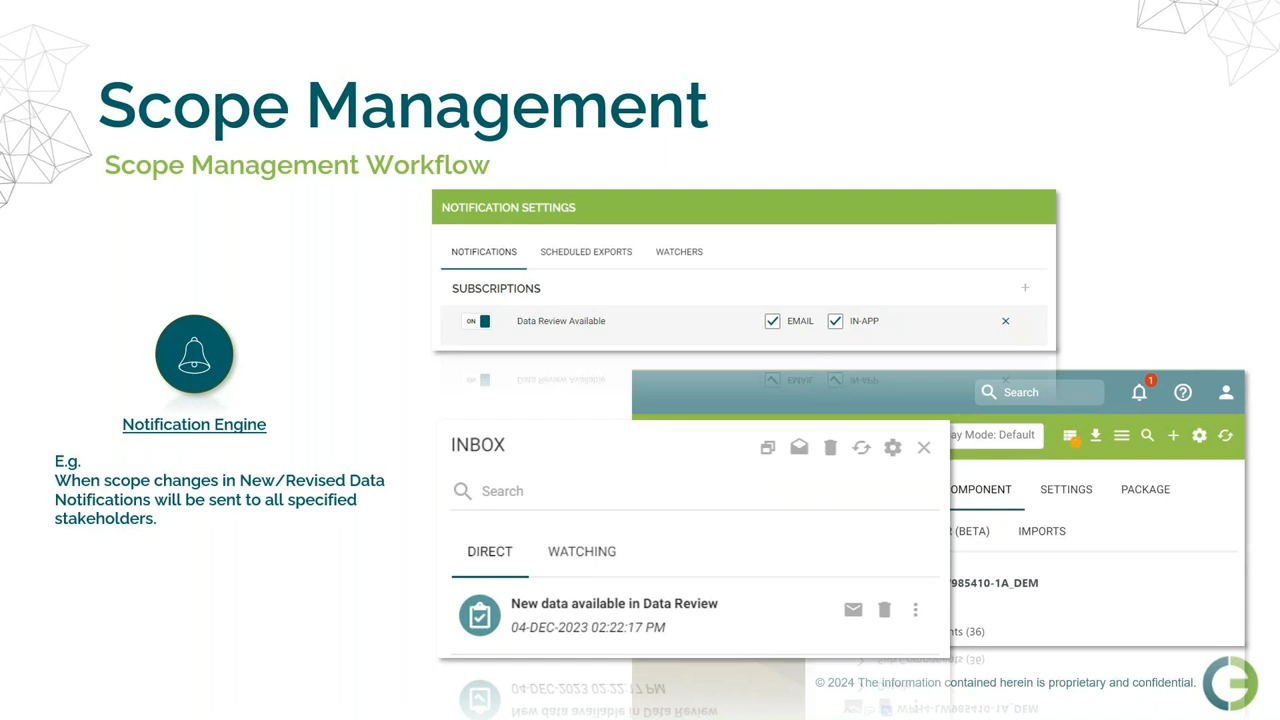 Scope Management
Scope Management Workflow
NOTIFICATION SETTINGS
NOTIFICATIONS SCHEDULED EXPORTS WATCHERS
SUBSCRIPTIONS
ON Data Review Available EMAIL IN-APP
Notification Engine
E.g.
When scope changes in New/Revised Data
Notifications will be sent to all specified
stakeholders.
Search 1
ay Mode: Default
OMPONENT SETTINGS PACKAGE
(BETA) IMPORTS
985410-1A_DEM
nts (36)
INBOX
Search
DIRECT WATCHING
New data available in Data Review
04-DEC-2023 02:22:17 PM
© 2024 The information contained herein is proprietary and confidential.